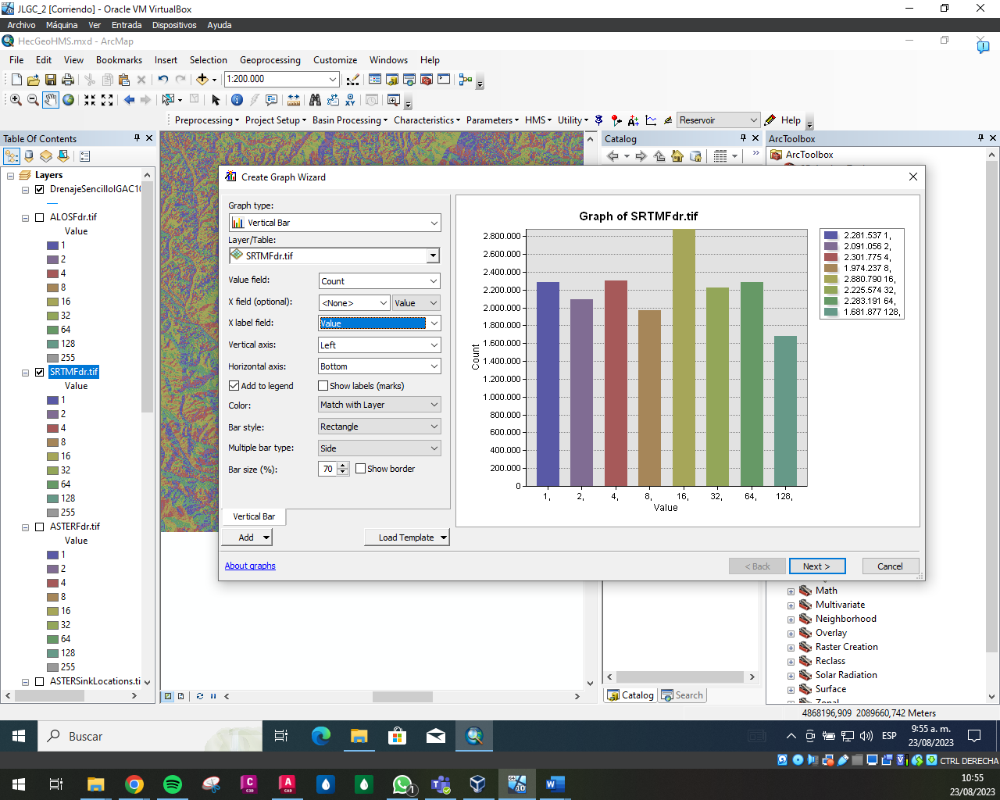 JLGC_2 [Corriendo] - Oracle VM VirtualBox
Archivo Máquina Ver Entrada Dispositivos Ayuda
HecGeoHMS.mxd - ArcMap
File Edit View Bookmarks Insert Selection Geoprocessing Customize Windows Help
1:200.000
Preprocessing Project Setup Basin Processing Characteristics Parameters HMS Utility Reservoir Help
Table Of Contents
Layers
DrenajeSencilloIGAC10
ALOSFdr.tif
Value
1
2
4
8
16
32
64
128
255
SRTMFdr.tif
Value
1
2
4
8
16
32
64
128
255
ASTERFdr.tif
Value
1
2
4
8
16
32
64
128
255
ASTERSinkLocations.ti
Catalog
ArcToolbox
ArcToolbox
Create Graph Wizard
Graph type:
Vertical Bar
Layer/Table:
SRTMFdr.tif
Value field: Count
X field (optional): <None> Value
X label field: Value
Vertical axis: Left
Horizontal axis: Bottom
Add to legend Show labels (marks)
Color: Match with Layer
Bar style: Rectangle
Multiple bar type: Side
Bar size (%): 70 Show border
Vertical Bar
Add Load Template
About graphs
< Back Next > Cancel
Graph of SRTMFdr.tif
2.800.000
2.600.000
2.400.000
2.200.000
2.000.000
1.800.000
1.600.000
1.400.000
1.200.000
1.000.000
800.000
600.000
400.000
200.000
0
Count
1, 2, 4, 8, 16, 32, 64, 128,
Value
2.281.537 1,
2.091.056 2,
2.301.775 4,
1.974.237 8,
2.880.790 16,
2.225.574 32,
2.283.191 64,
1.681.877 128,
Math
Multivariate
Neighborhood
Overlay
Raster Creation
Reclass
Solar Radiation
Surface
Zonal
Catalog Search
4868196,909 2089660,742 Meters
Buscar
ESP
9:55 a. m.
23/08/2023
CTRL DERECHA
10:55
23/08/2023